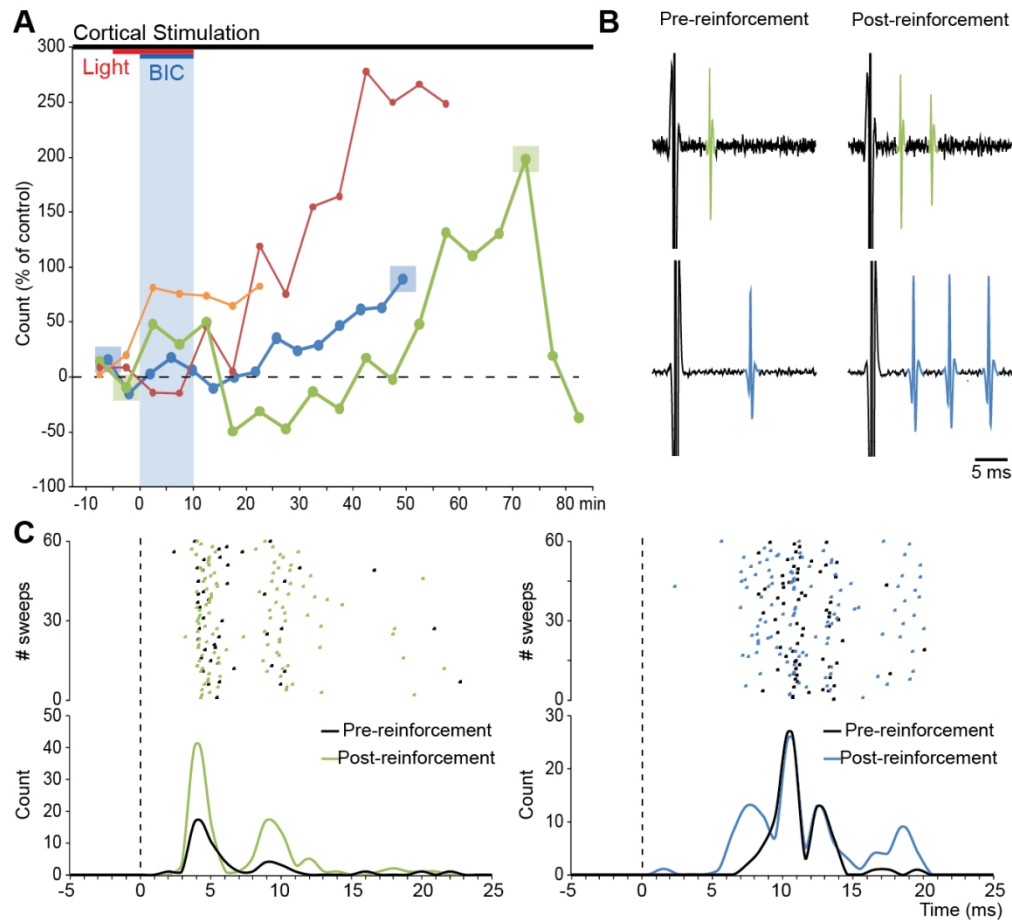 A
Cortical Stimulation
Light
BIC
Count (% of control)
300
250
200
150
100
50
0
-50
-100
-10 0 10 20 30 40 50 60 70 80 min
B
Pre-reinforcement
Post-reinforcement
5 ms
C
# sweeps
60
30
0
Count
50
40
30
20
10
0
Pre-reinforcement
Post-reinforcement
-5 0 5 10 15 20 25
# sweeps
60
30
0
Count
30
20
10
0
Pre-reinforcement
Post-reinforcement
-5 0 5 10 15 20 25
Time (ms)